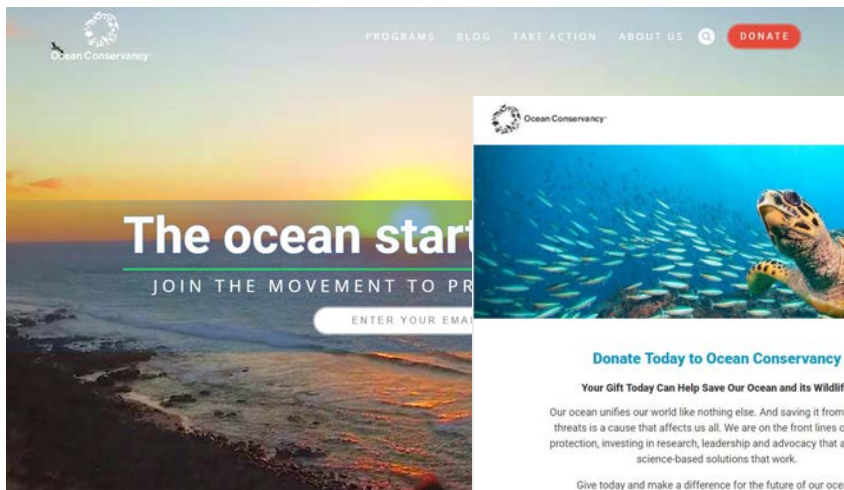 Ocean Conservancy
PROGRAMS BLOG TAKE ACTION ABOUT US DONATE
Ocean Conservancy
The ocean start
JOIN THE MOVEMENT TO PR
ENTER YOUR EMAI
Donate Today to Ocean Conservancy
Your Gift Today Can Help Save Our Ocean and its Wildlif
Our ocean unifies our world like nothing else. And saving it from
threats is a cause that affects us all. We are on the front lines o
protection, investing in research, leadership and advocacy that a
science-based solutions that work.
Give today and make a difference for the future of our oce